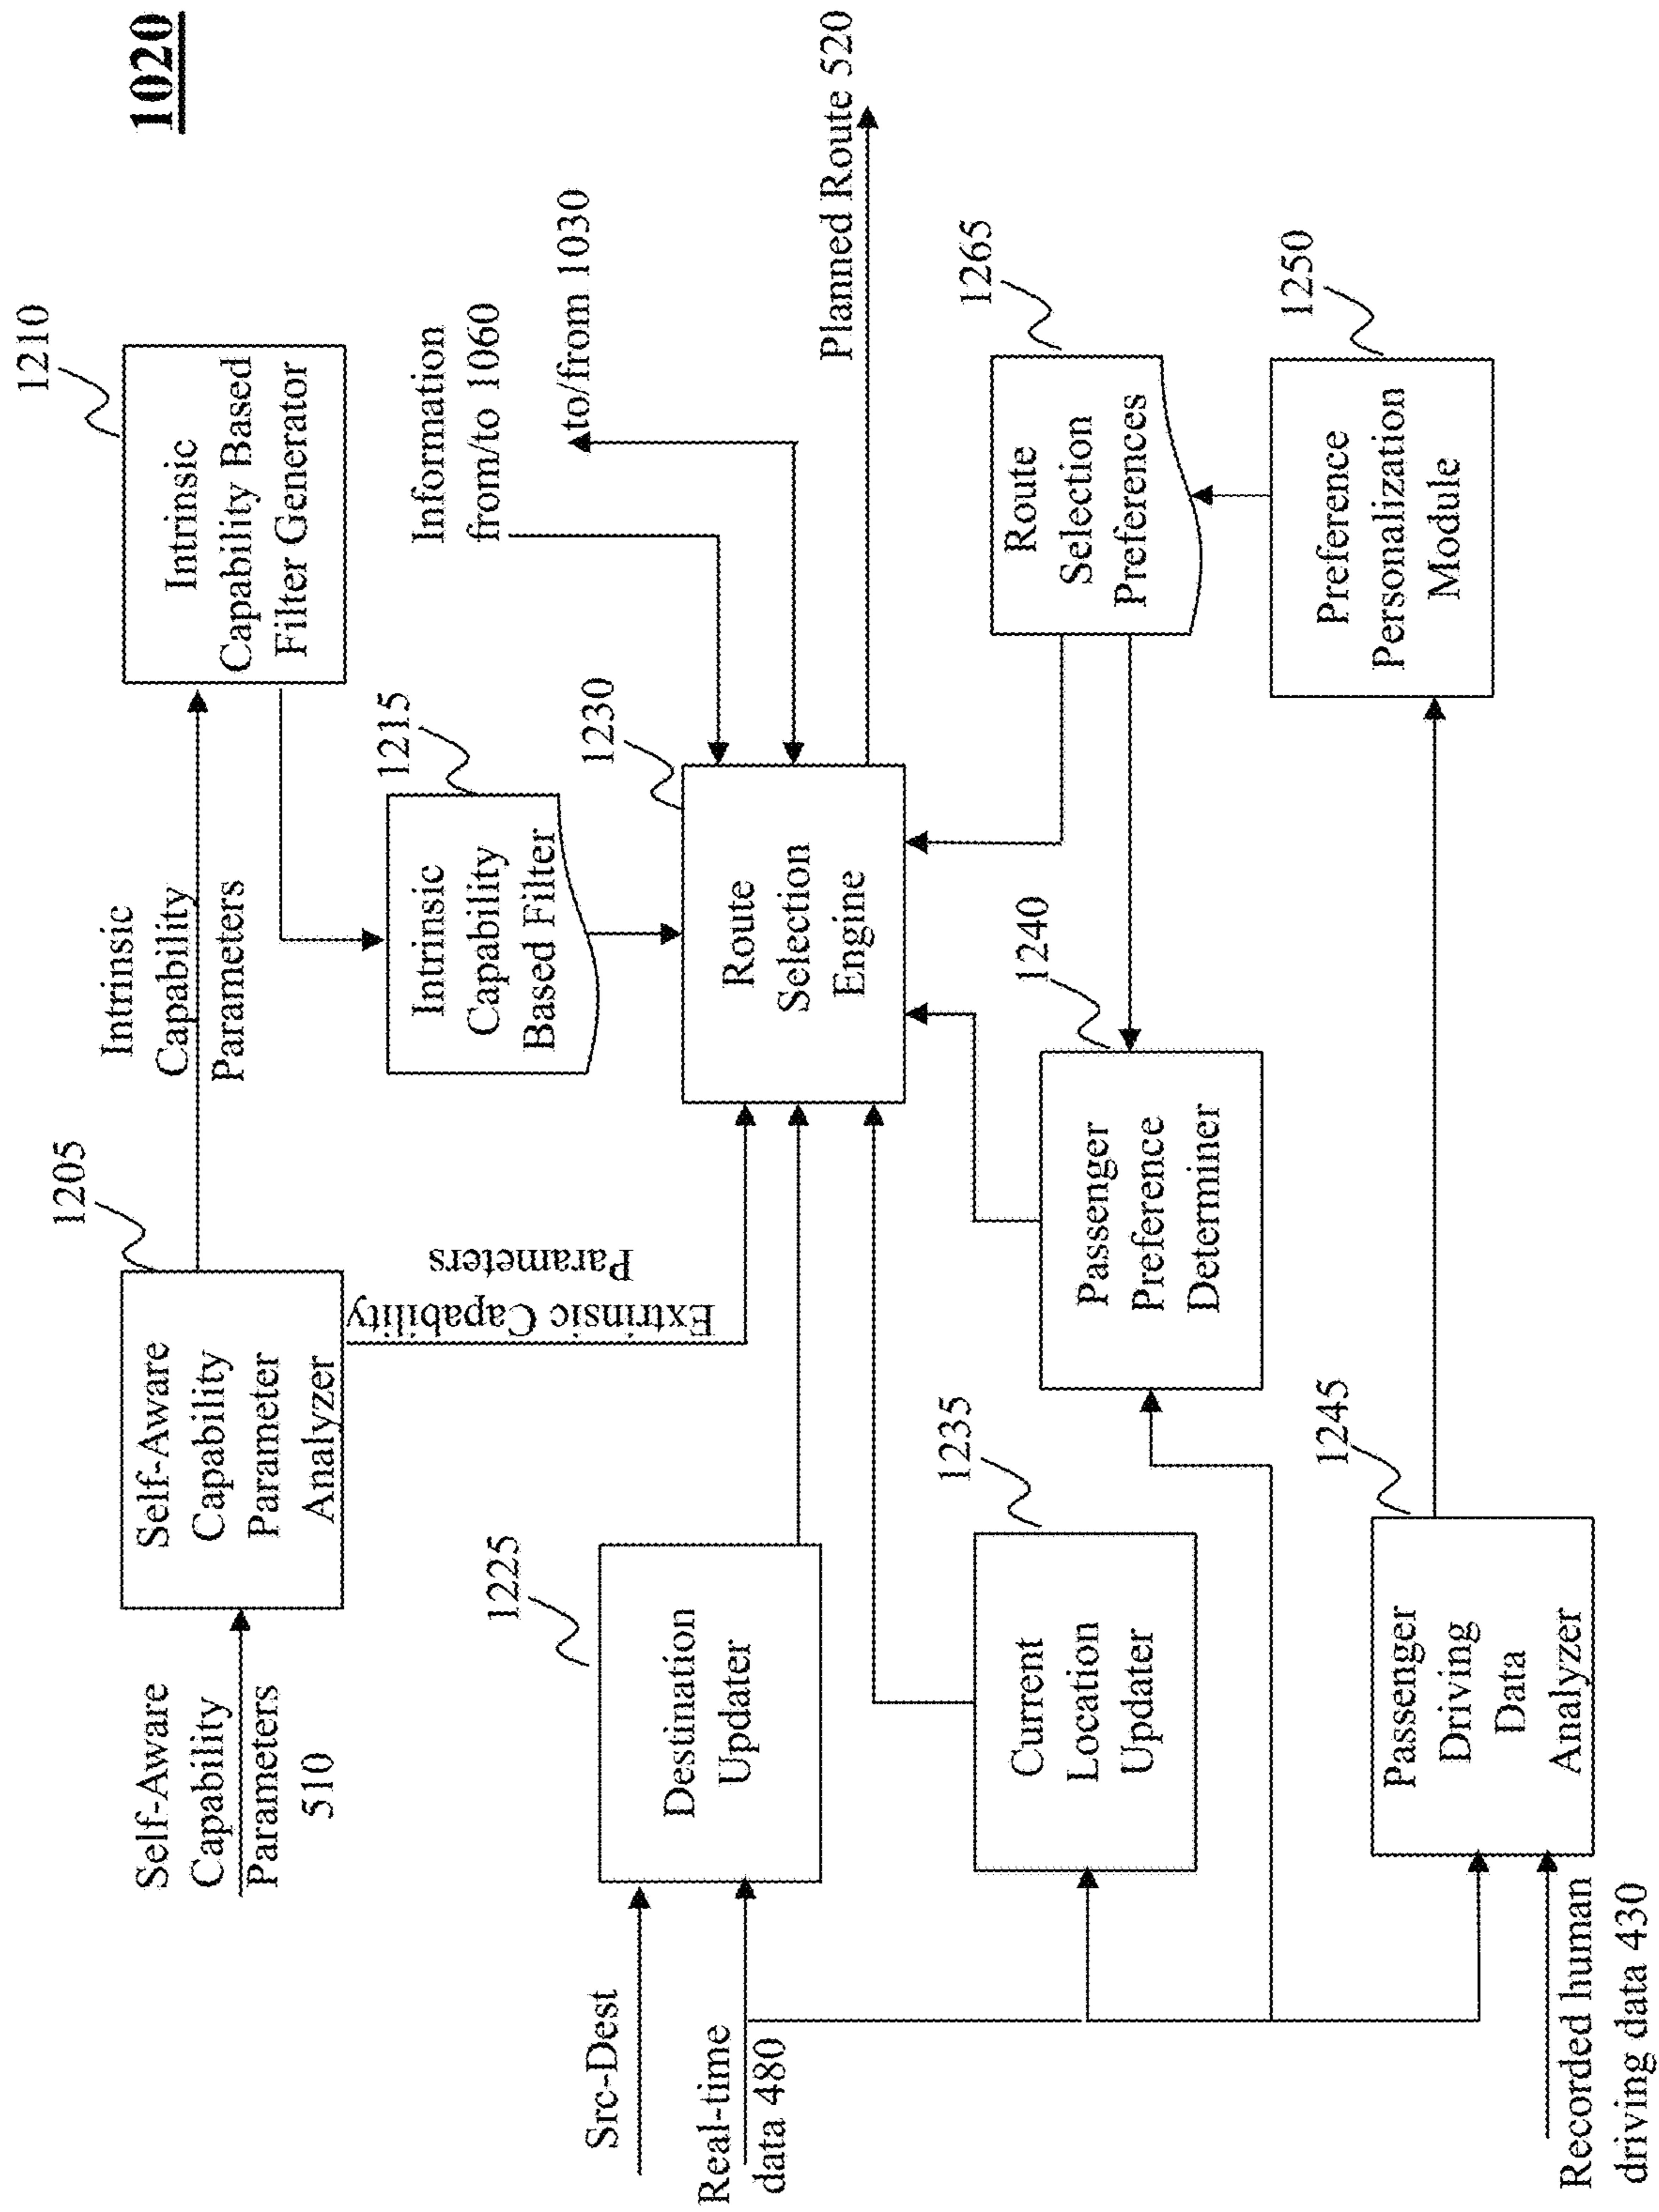 1020
Self-Aware
Capability
Parameters
510
1205
Self-Aware
Capability
Parameter
Analyzer
Intrinsic
Capability
Parameters
1210
Intrinsic
Capability Based
Filter Generator
Extrinsic Capability
Parameters
1215
Intrinsic
Capability
Based Filter
Information
from/to 1060
to/from 1030
Src-Dest
Real-time
data 480
1225
Destination
Updater
1230
Route
Selection
Engine
Planned Route 520
1235
Current
Location
Updater
1240
Passenger
Preference
Determiner
1265
Route
Selection
Preferences
Recorded human
driving data 430
1245
Passenger
Driving
Data
Analyzer
1250
Preference
Personalization
Module